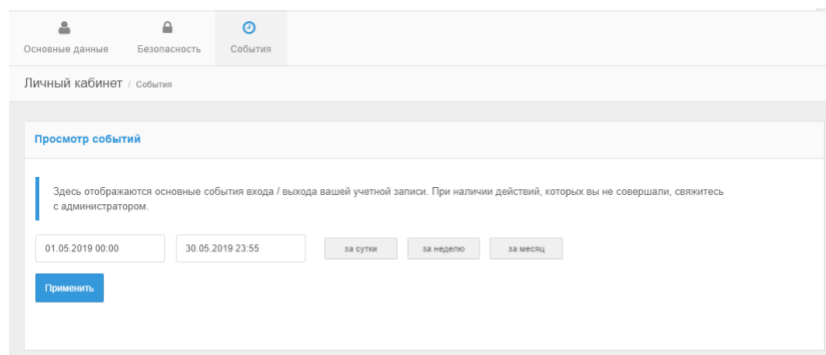 Основные данные Безопасность События
Личный кабинет / События
Просмотр событий
Здесь отображаются основные события входа / выхода вашей учетной записи. При наличии действий, которых вы не совершали, свяжитесь
с администратором.
01.05.2019 00:00 30.05.2019 23:55 за сутки за неделю за месяц
Применить